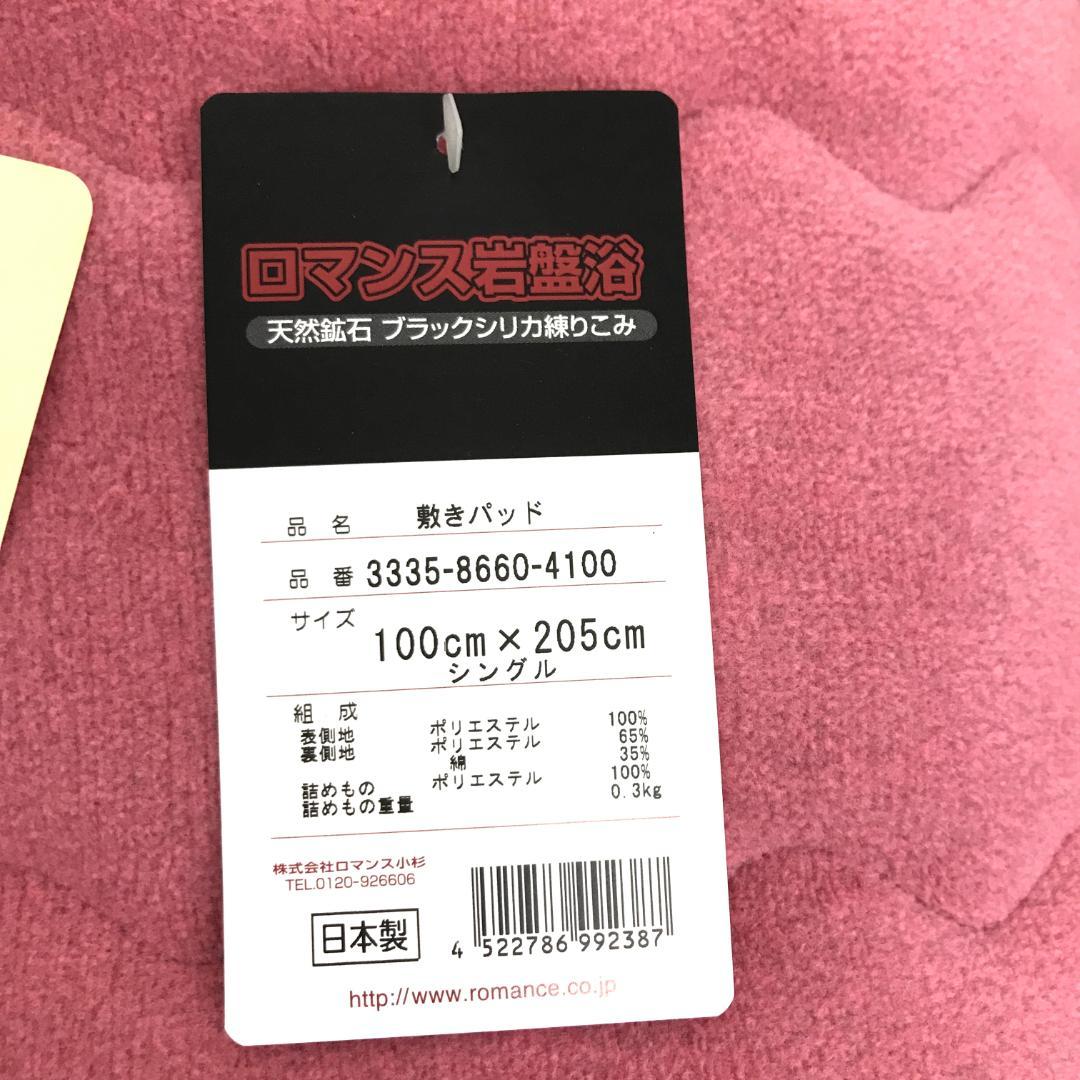 ロマンス岩盤浴
天然鉱石 ブラックシリカ練りこみ
品 名 敷きパッド
品 番 3335-8660-4100
サイズ 100cm×205cm
シングル
組 成
表側地 ポリエステル 100%
裏側地 ポリエステル 65%
綿 35%
詰めもの ポリエステル 100%
詰めもの重量 0.3kg
株式会社ロマンス小杉
TEL.0120-926606
日本製
4 522786 992387
http://www.romance.co.jp